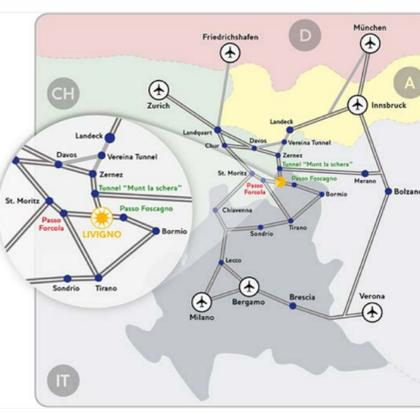 Friedrichshafen
D
München
A
CH
Zurich
Innsbruck
Landquart
Landeck
Chur
Davos
Vereina Tunnel
Zernez
Tunnel "Munt la schera"
St. Moritz
Passo
Forcola
Passo Foscagno
Merano
Bolzano
Bormio
Chiavenna
Sondrio
Tirano
Lecco
Milano
Bergamo
Brescia
Verona
IT
Landeck
Davos
Vereina Tunnel
Zernez
Tunnel "Munt la schera"
St. Moritz
Passo
Forcola
Passo Foscagno
LIVIGNO
Bormio
Sondrio
Tirano